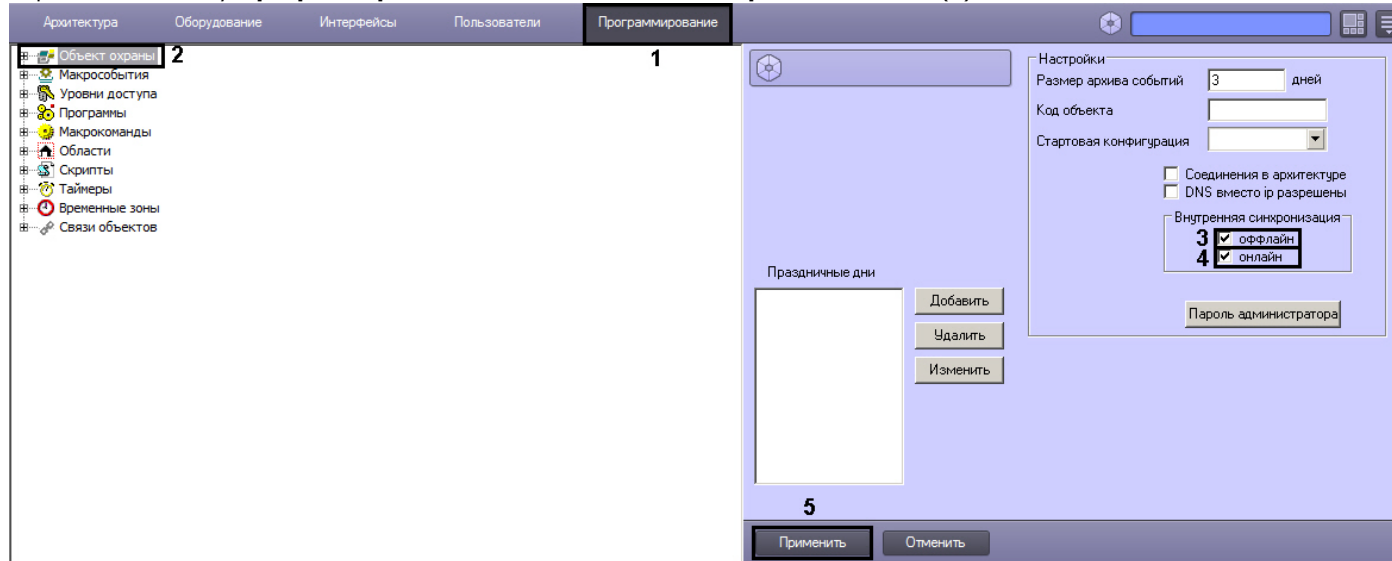 Архитектура Оборудование Интерфейсы Пользователи Программирование
1
Объект охраны 2
Макрособытия
Уровни доступа
Программы
Макрокоманды
Области
Скрипты
Таймеры
Временные зоны
Связи объектов
Настройки
Размер архива событий 3 дней
Код объекта
Стартовая конфигурация
Соединения в архитектуре
DNS вместо ip разрешены
Внутренняя синхронизация
3 оффлайн
4 онлайн
Пароль администратора
Праздничные дни
Добавить
Удалить
Изменить
5
Применить Отменить